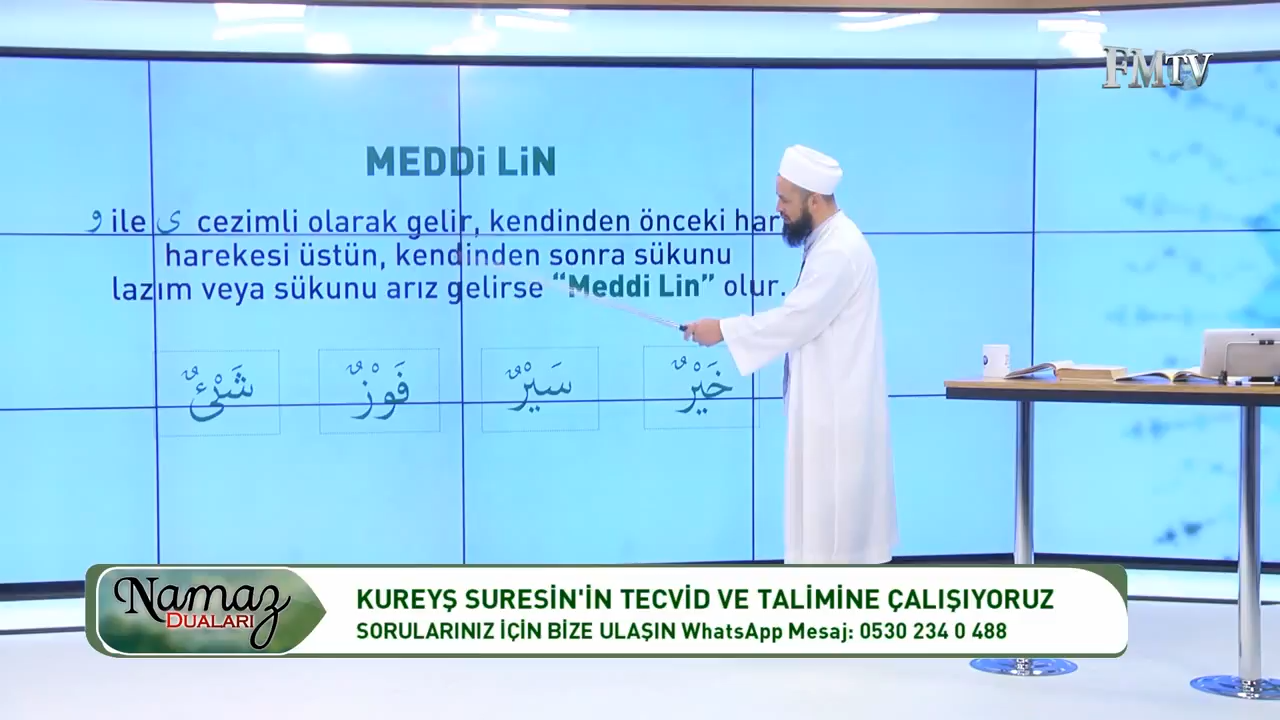 FMTV
MEDDi LiN
و ile ى cezimli olarak gelir, kendinden önceki har
harekesi üstün, kendinden sonra sükunu
lazım veya sükunu arız gelirse “Meddi Lin” olur.
شَيْئٌ فَوْزٌ سَيْرٌ خَيْرٌ
Namaz
DUALARI
KUREYŞ SURESİN'İN TECVİD VE TALİMİNE ÇALIŞIYORUZ
SORULARINIZ İÇİN BİZE ULAŞIN WhatsApp Mesaj: 0530 234 0 488